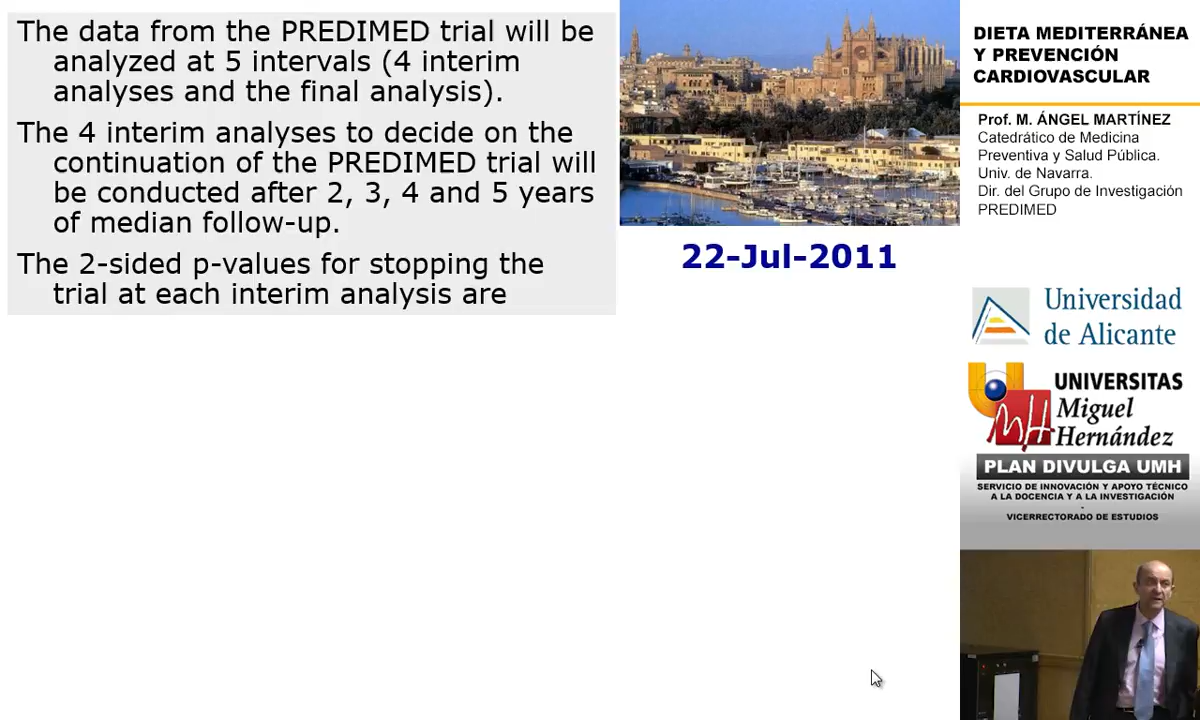 The data from the PREDIMED trial will be
analyzed at 5 intervals (4 interim
analyses and the final analysis).
The 4 interim analyses to decide on the
continuation of the PREDIMED trial will
be conducted after 2, 3, 4 and 5 years
of median follow-up.
The 2-sided p-values for stopping the
trial at each interim analysis are
22-Jul-2011
DIETA MEDITERRÁNEA
Y PREVENCIÓN
CARDIOVASCULAR
Prof. M. ÁNGEL MARTÍNEZ
Catedrático de Medicina
Preventiva y Salud Pública.
Univ. de Navarra.
Dir. del Grupo de Investigación
PREDIMED
Universidad
de Alicante
UNIVERSITAS
Miguel
Hernández
PLAN DIVULGA UMH
SERVICIO DE INNOVACIÓN Y APOYO TÉCNICO
A LA DOCENCIA Y A LA INVESTIGACIÓN
-
VICERRECTORADO DE ESTUDIOS